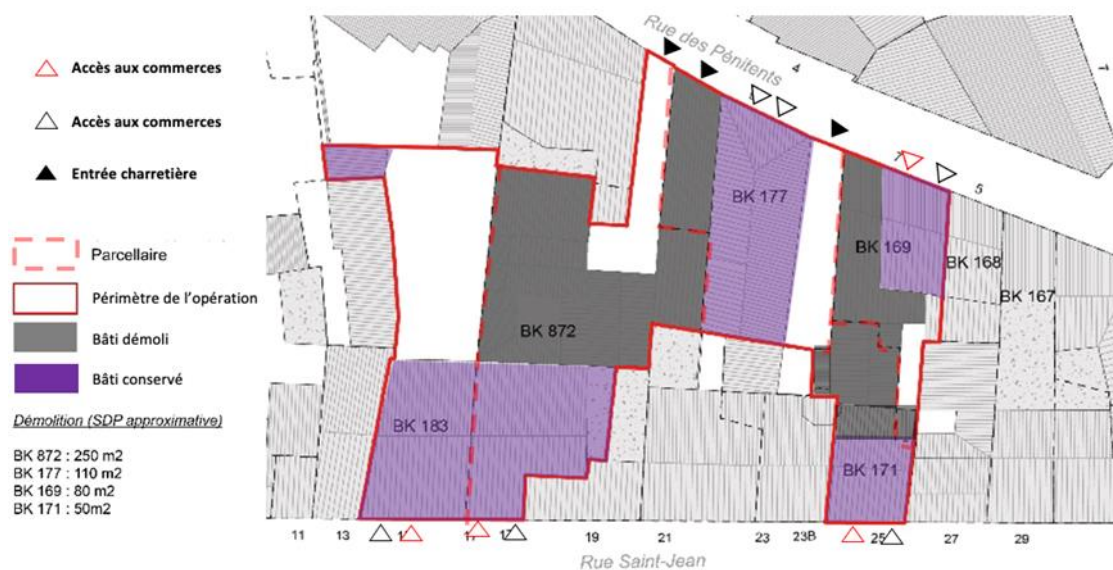 Accès aux commerces
Accès aux commerces
Entrée charretière
Parcellaire
Périmètre de l'opération
Bâti démoli
Bâti conservé
Démolition (SDP approximative)
BK 872 : 250 m2
BK 177 : 110 m2
BK 169 : 80 m2
BK 171 : 50m2
Rue des Pénitents
4
1
5
BK 177
BK 169
BK 168
BK 167
BK 872
BK 183
BK 171
11
13
19
21
23
23B
25
27
29
Rue Saint-Jean